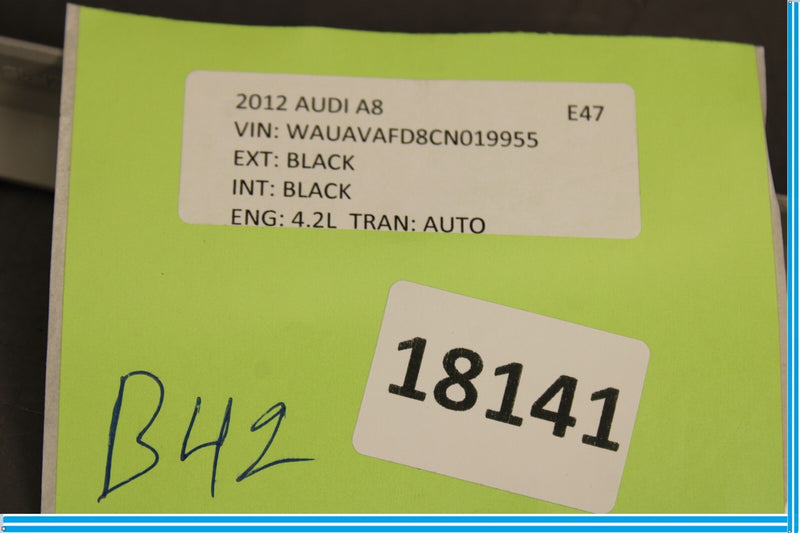 2012 AUDI A8 E47
VIN: WAUAVAFD8CN019955
EXT: BLACK
INT: BLACK
ENG: 4.2L TRAN: AUTO
18141
B42